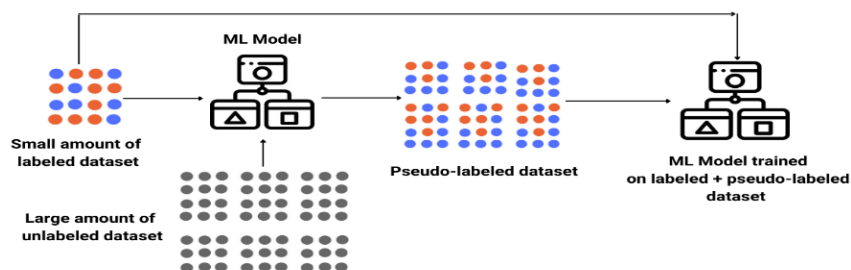 ML Model
Small amount of
labeled dataset
Pseudo-labeled dataset
ML Model trained
on labeled + pseudo-labeled
dataset
Large amount of
unlabeled dataset